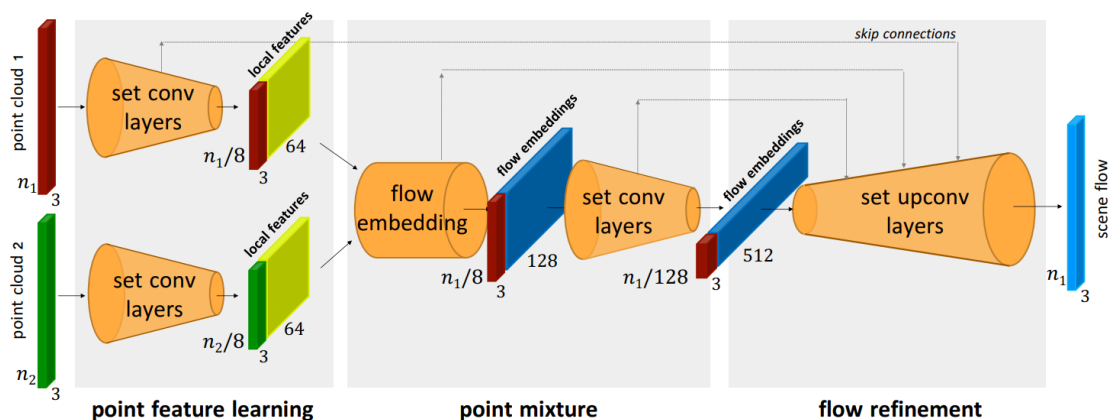 skip connections
point cloud 1
n₁
3
set conv
layers
local features
n₁/8
3
64
point cloud 2
n₂
3
set conv
layers
local features
n₂/8
3
64
flow
embedding
flow embeddings
n₁/8
3
128
set conv
layers
flow embeddings
n₁/128
3
512
set upconv
layers
scene flow
n₁
3
point feature learning
point mixture
flow refinement